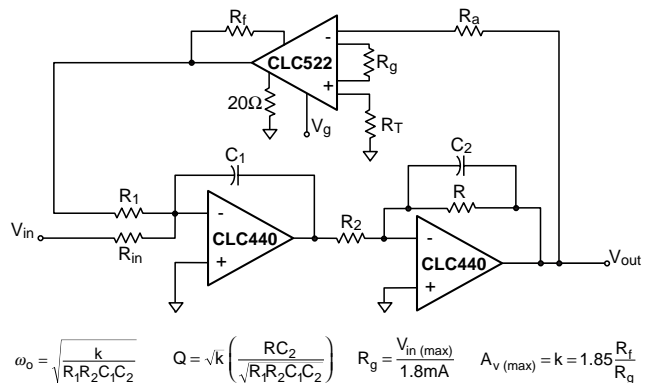 Rf
Ra
-
CLC522
Rg
+
20Ω
RT
Vg
C1
C2
R1
R
Vin
-
R2
-
CLC440
CLC440
Vout
Rin
+
+
ωo = √(k / R1R2C1C2) Q = √k (RC2 / √(R1R2C1C2)) Rg = Vin (max) / 1.8mA Av (max) = k = 1.85 Rf / Rg